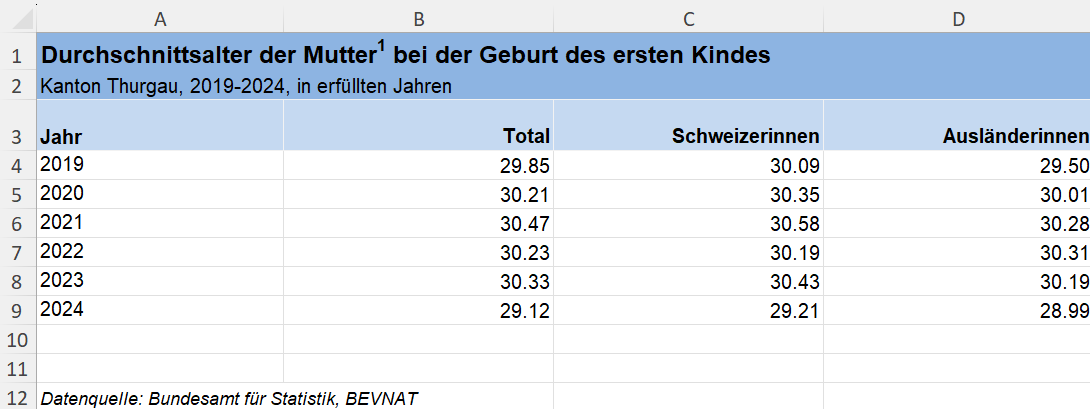 A B C D
1 Durchschnittsalter der Mutter¹ bei der Geburt des ersten Kindes
2 Kanton Thurgau, 2019-2024, in erfüllten Jahren
3 Jahr Total Schweizerinnen Ausländerinnen
4 2019 29.85 30.09 29.50
5 2020 30.21 30.35 30.01
6 2021 30.47 30.58 30.28
7 2022 30.23 30.19 30.31
8 2023 30.33 30.43 30.19
9 2024 29.12 29.21 28.99
10
11
12 Datenquelle: Bundesamt für Statistik, BEVNAT